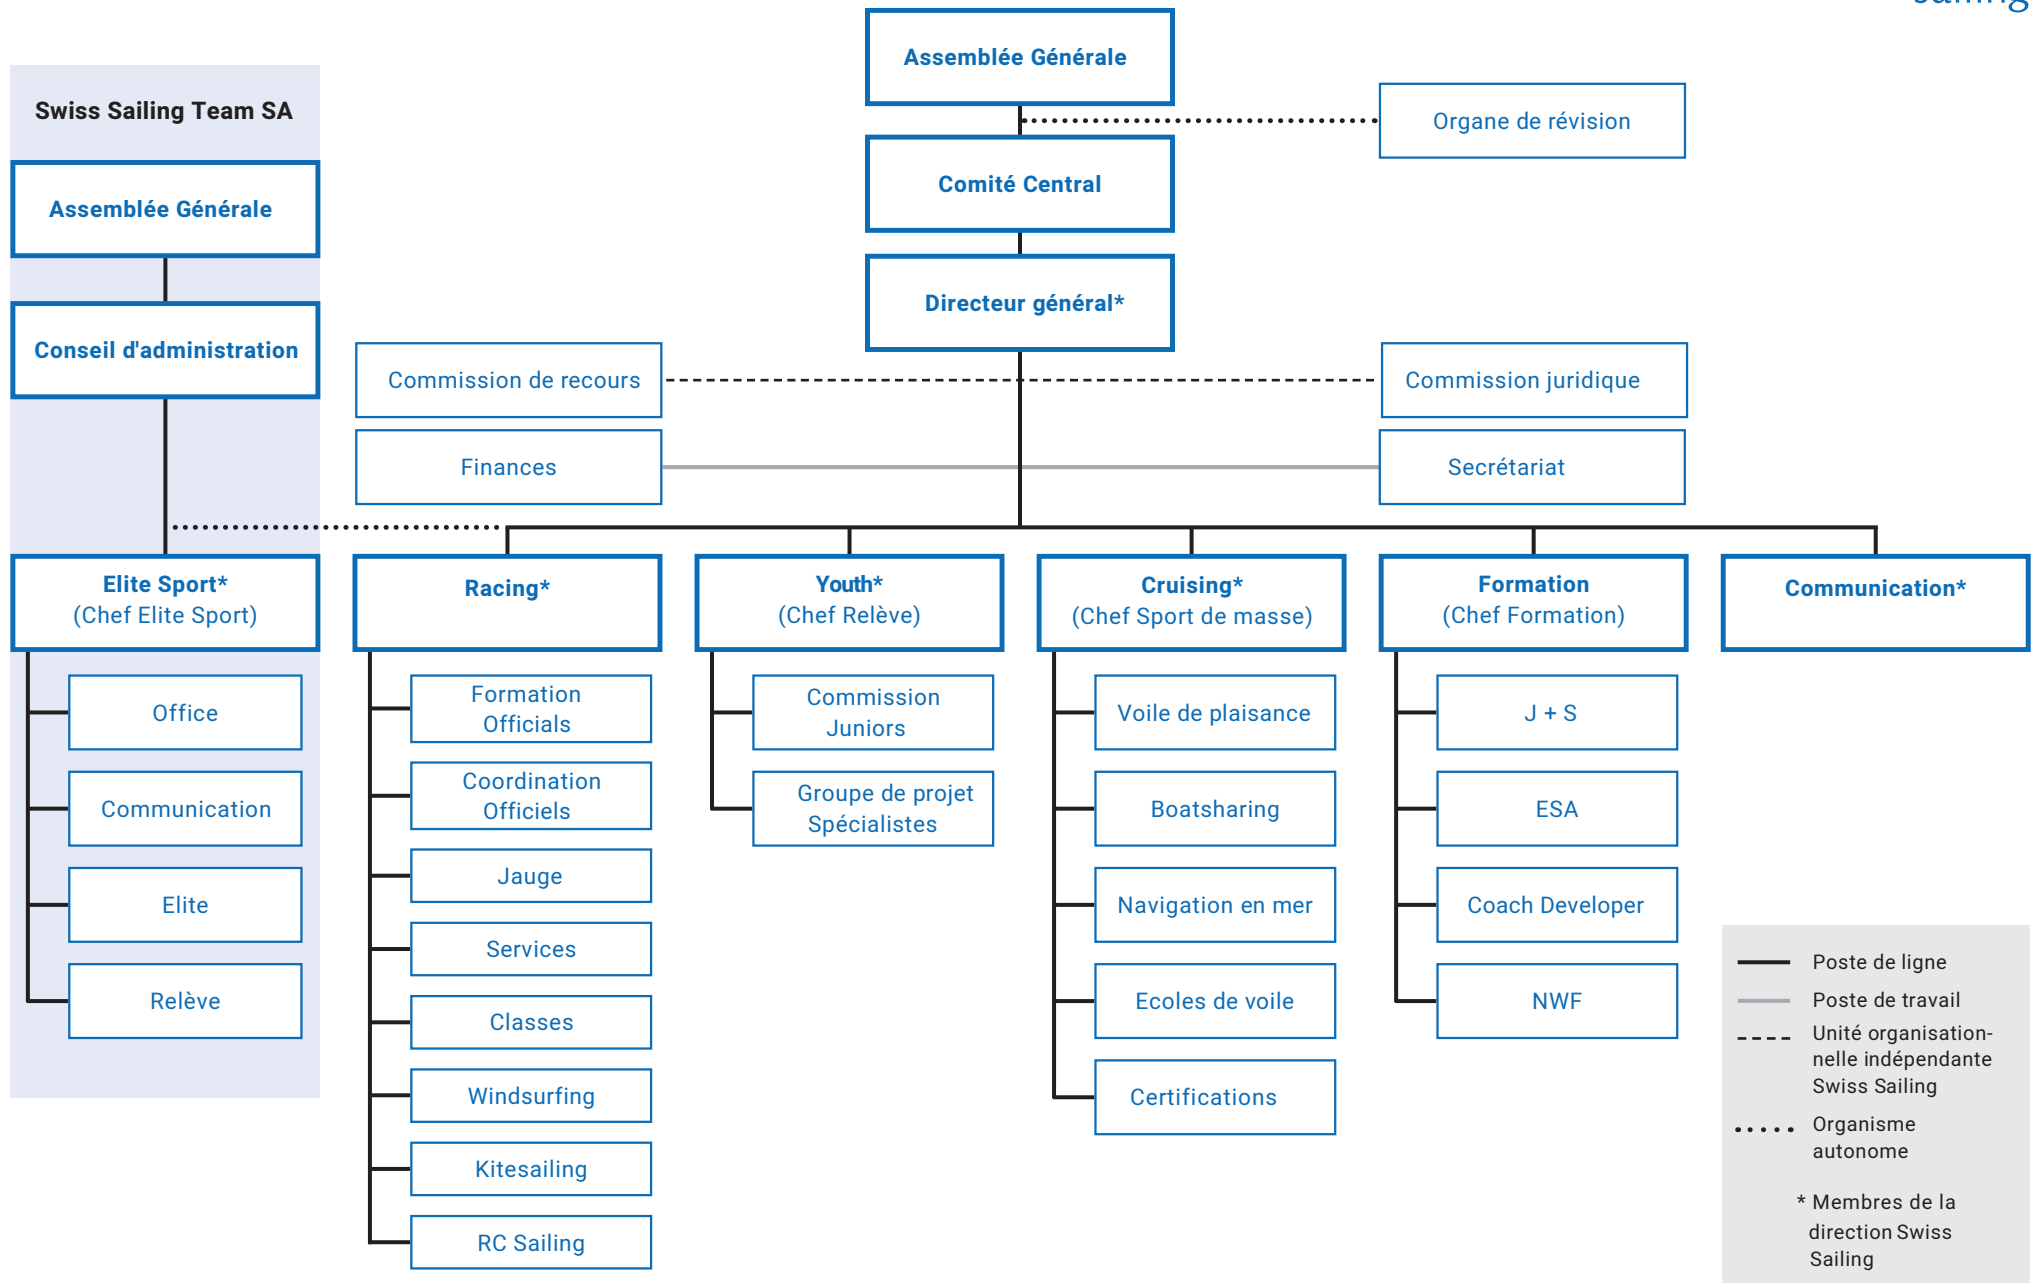 sailing
Assemblée Générale
Organe de révision
Comité Central
Directeur général*
Swiss Sailing Team SA
Assemblée Générale
Conseil d'administration
Commission de recours
Commission juridique
Finances
Secrétariat
Elite Sport*
(Chef Elite Sport)
Office
Communication
Elite
Relève
Racing*
Formation
Officials
Coordination
Officiels
Jauge
Services
Classes
Windsurfing
Kitesailing
RC Sailing
Youth*
(Chef Relève)
Commission
Juniors
Groupe de projet
Spécialistes
Cruising*
(Chef Sport de masse)
Voile de plaisance
Boatsharing
Navigation en mer
Ecoles de voile
Certifications
Formation
(Chef Formation)
J + S
ESA
Coach Developer
NWF
Communication*
Poste de ligne
Poste de travail
Unité organisation-
nelle indépendante
Swiss Sailing
Organisme
autonome
* Membres de la
direction Swiss
Sailing